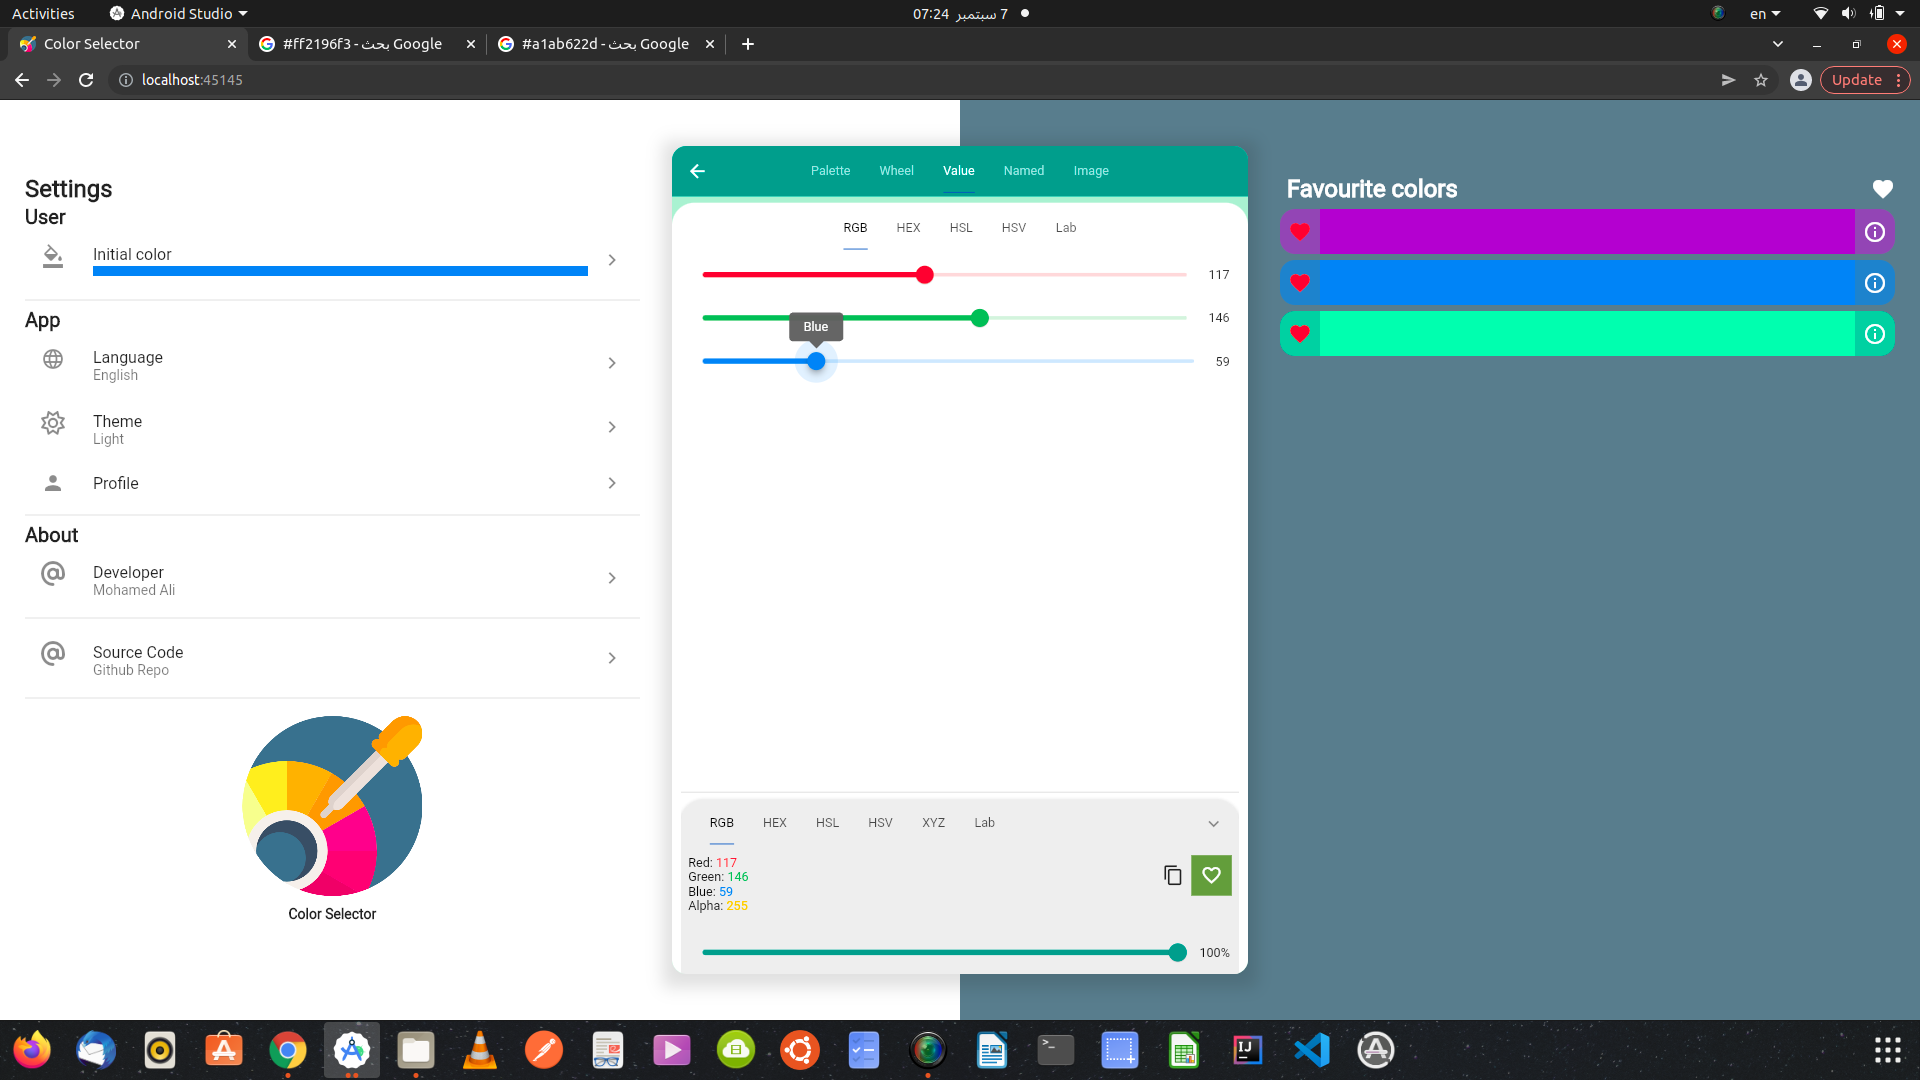 Activities
Android Studio
7 سبتمبر 07:24
en
Color Selector
#ff2196f3 - بحث Google
#a1ab622d - بحث Google
localhost:45145
Update
Settings
User
Initial color
App
Language
English
Theme
Light
Profile
About
Developer
Mohamed Ali
Source Code
Github Repo
Color Selector
Palette
Wheel
Value
Named
Image
RGB
HEX
HSL
HSV
Lab
117
146
Blue
59
RGB
HEX
HSL
HSV
XYZ
Lab
Red: 117
Green: 146
Blue: 59
Alpha: 255
100%
Favourite colors
IJ